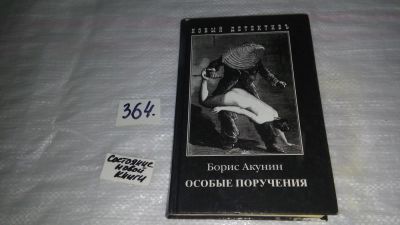 НОВЫЙ ДЕТЕКТИВЪ
364.
Состояние
новой
книги
Борис Акунин
ОСОБЫЕ ПОРУЧЕНИЯ